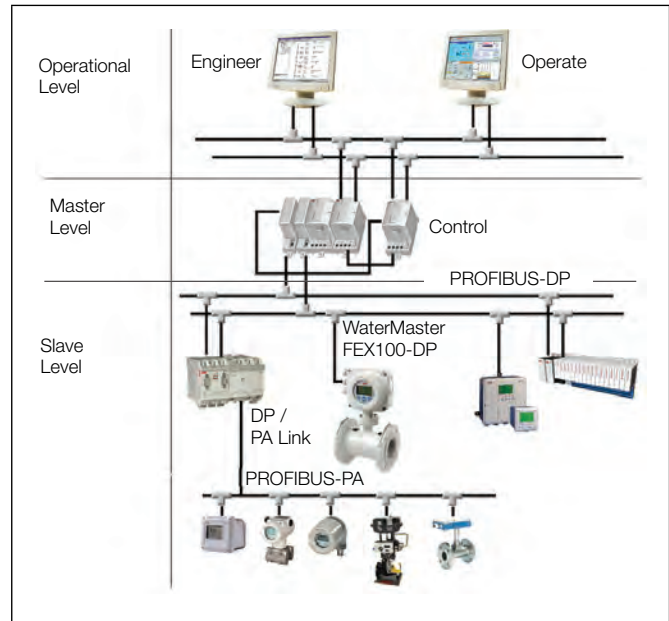 Operational
Level
Engineer
Operate
Master
Level
Control
PROFIBUS-DP
Slave
Level
WaterMaster
FEX100-DP
DP /
PA Link
PROFIBUS-PA